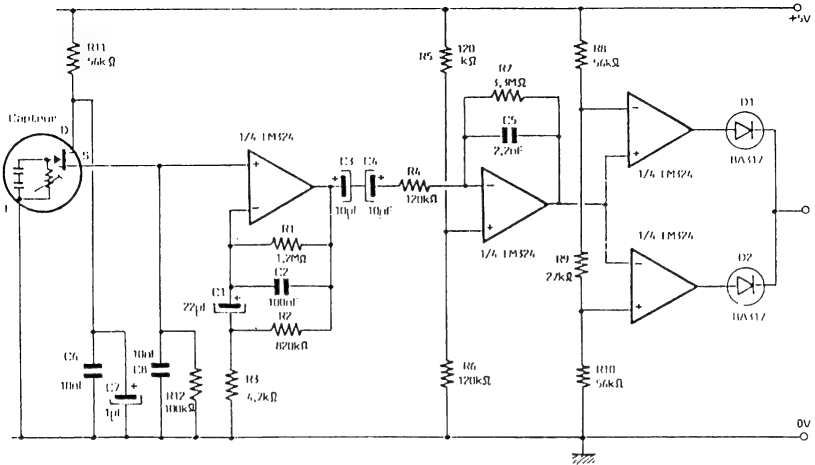 +5V
R11
56kΩ
R5
120
kΩ
R8
56kΩ
R7
3,3MΩ
C5
2,2nF
D1
BA317
Capteur
D
S
1/4 LM324
C3
+
10µF
C4
+
10µF
R4
120kΩ
+
−
−
+
1/4 LM324
−
+
1/4 LM324
1/4 LM324
−
+
D2
BA317
R1
1,2MΩ
C2
100nF
R2
820kΩ
C1
+
22µF
R9
27kΩ
C6
10nF
C7
+
1µF
10nF
C8
R12
100kΩ
R3
4,7kΩ
R6
120kΩ
R10
56kΩ
0V